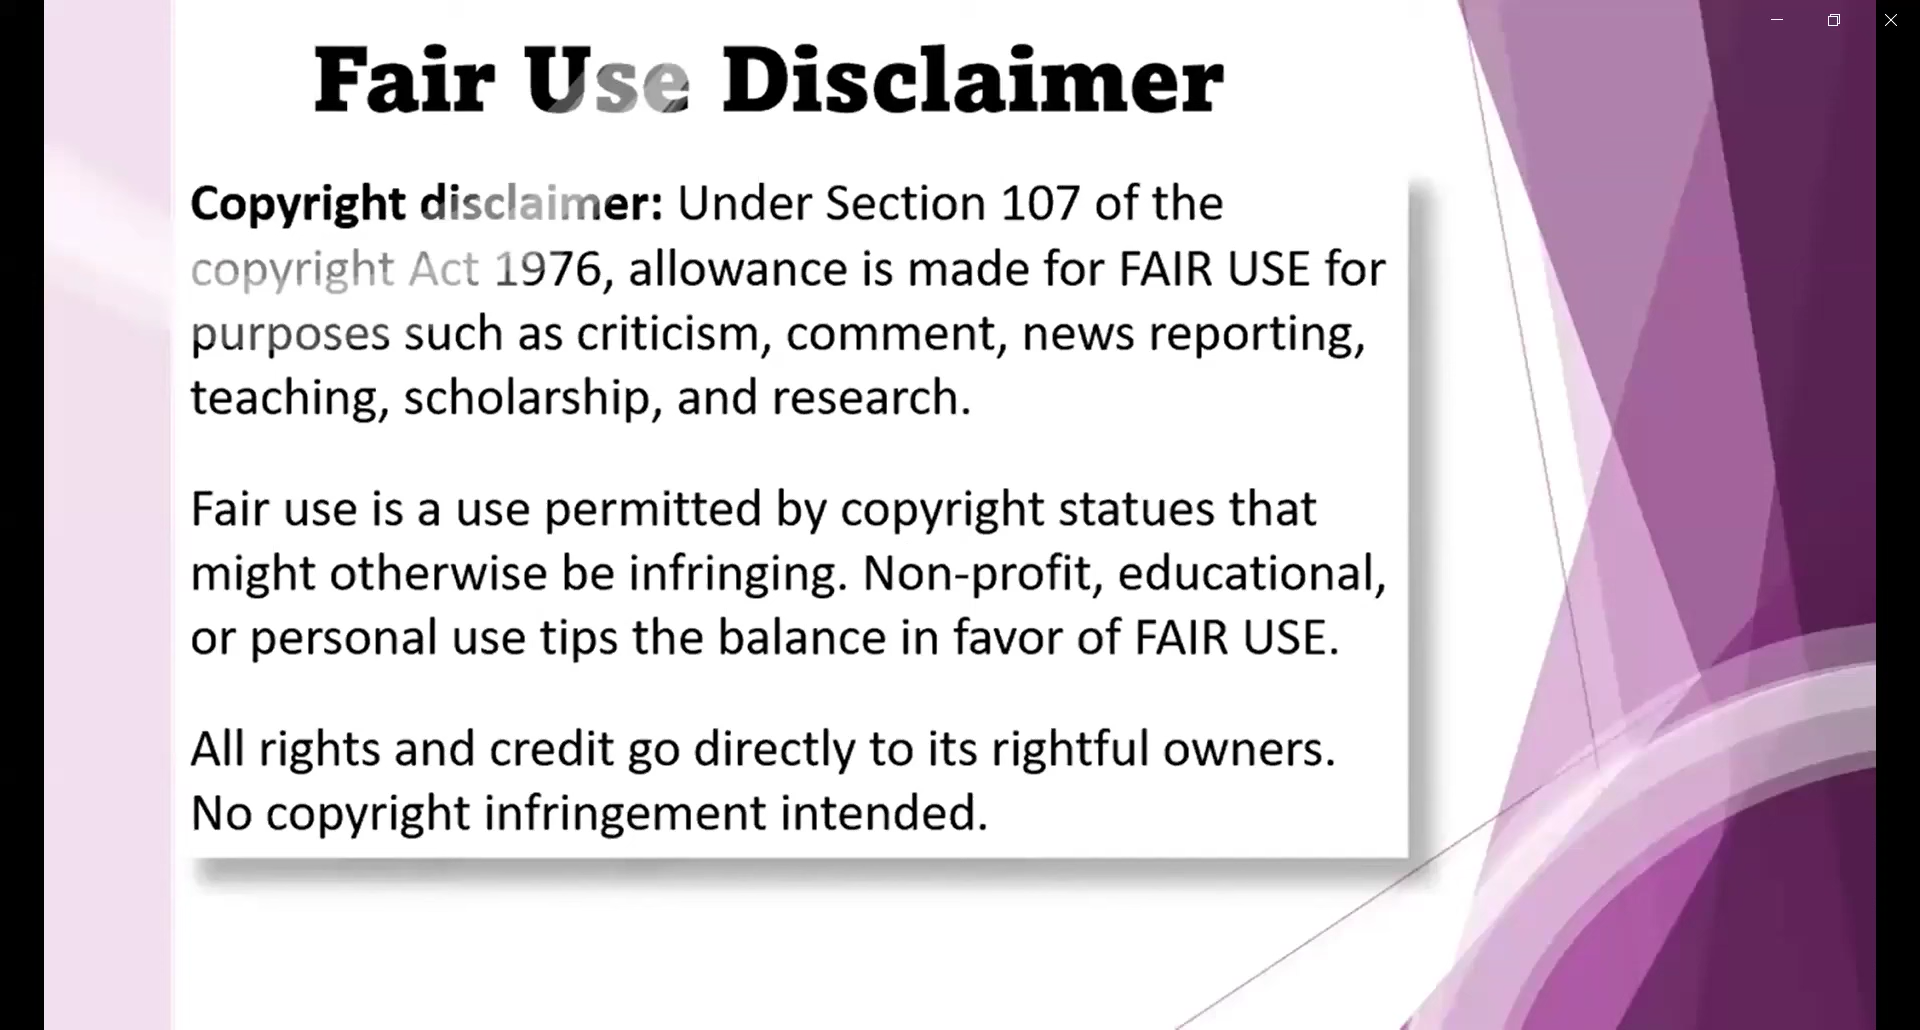 Fair Use Disclaimer
Copyright disclaimer: Under Section 107 of the
copyright Act 1976, allowance is made for FAIR USE for
purposes such as criticism, comment, news reporting,
teaching, scholarship, and research.
Fair use is a use permitted by copyright statues that
might otherwise be infringing. Non-profit, educational,
or personal use tips the balance in favor of FAIR USE.
All rights and credit go directly to its rightful owners.
No copyright infringement intended.